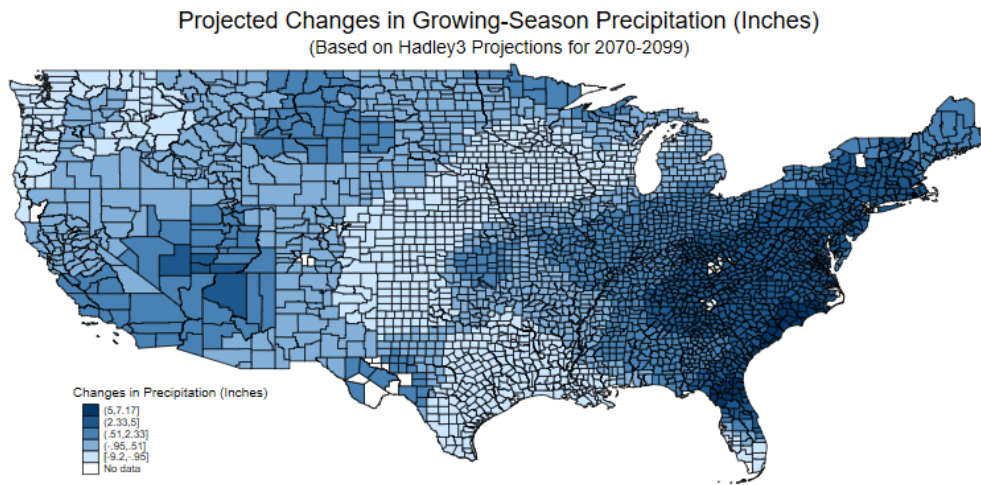 Projected Changes in Growing-Season Precipitation (Inches)
(Based on Hadley3 Projections for 2070-2099)
Changes in Precipitation (Inches)
(5,7.17]
(2.33,5]
(.51,2.33]
(-.95,.51]
[-9.2,-.95]
No data